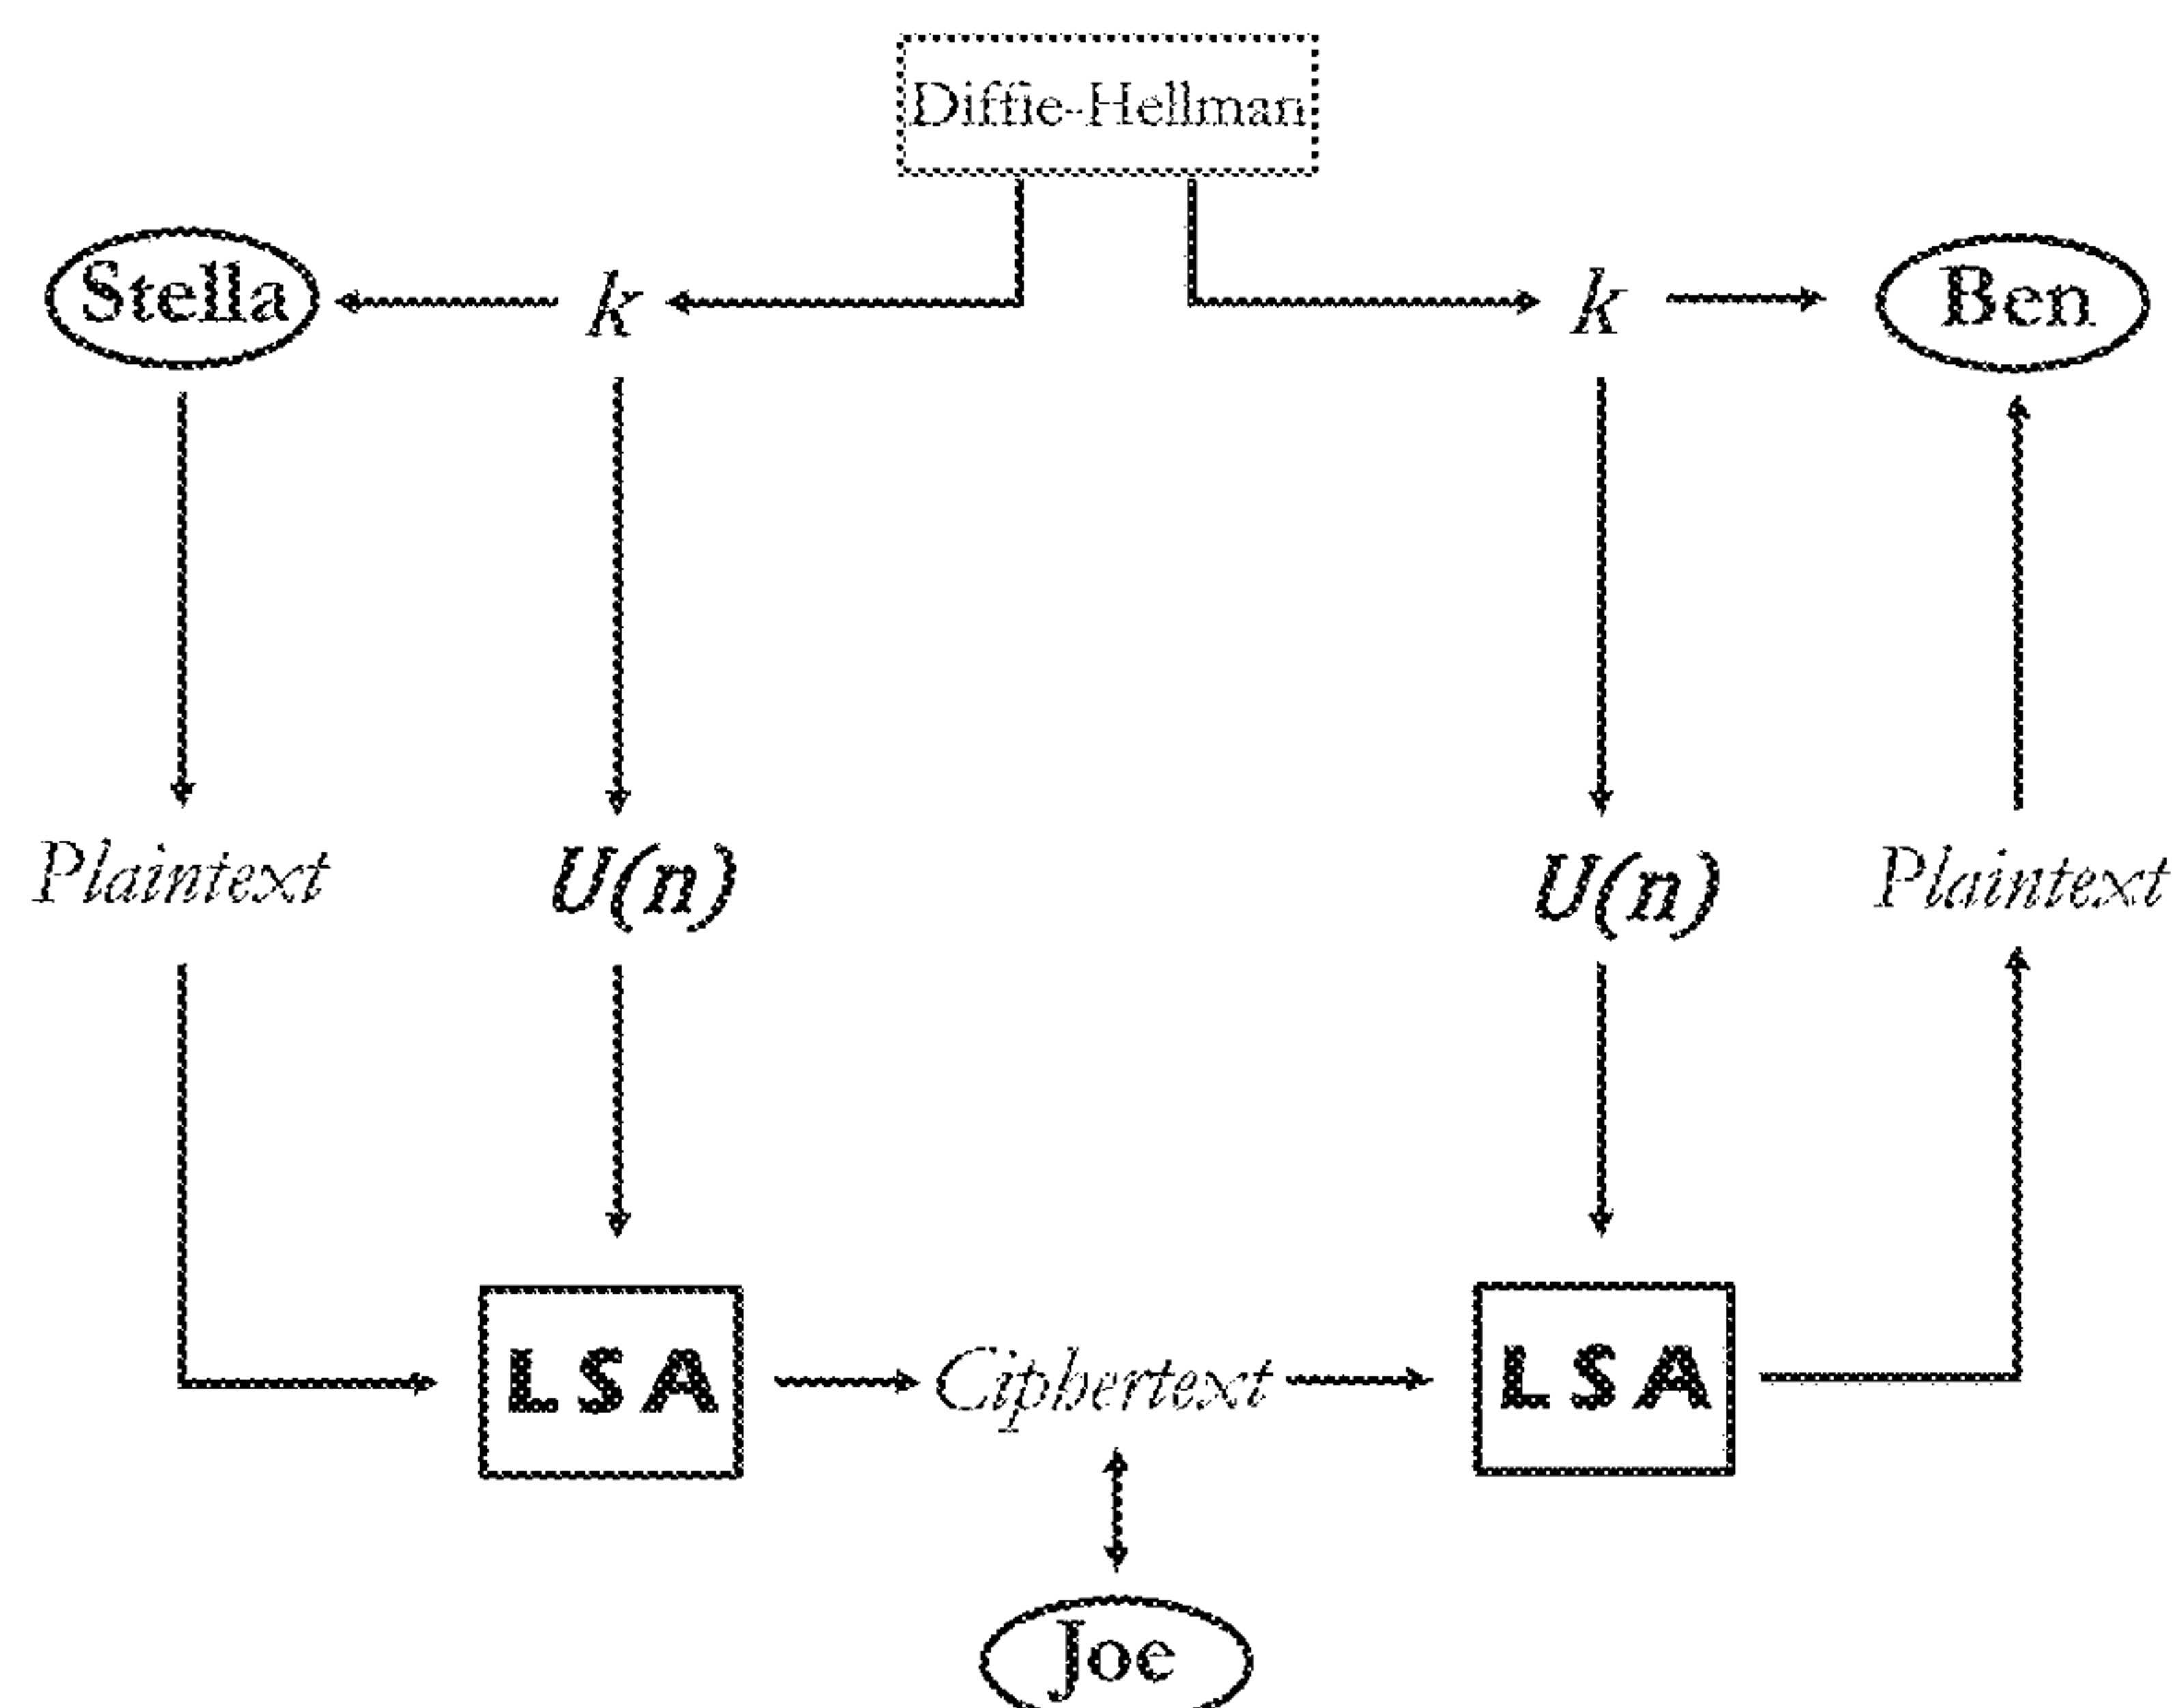 Diffie-Hellman
Stella k k Ben
Plaintext U(n) U(n) Plaintext
LSA Ciphertext LSA
Joe